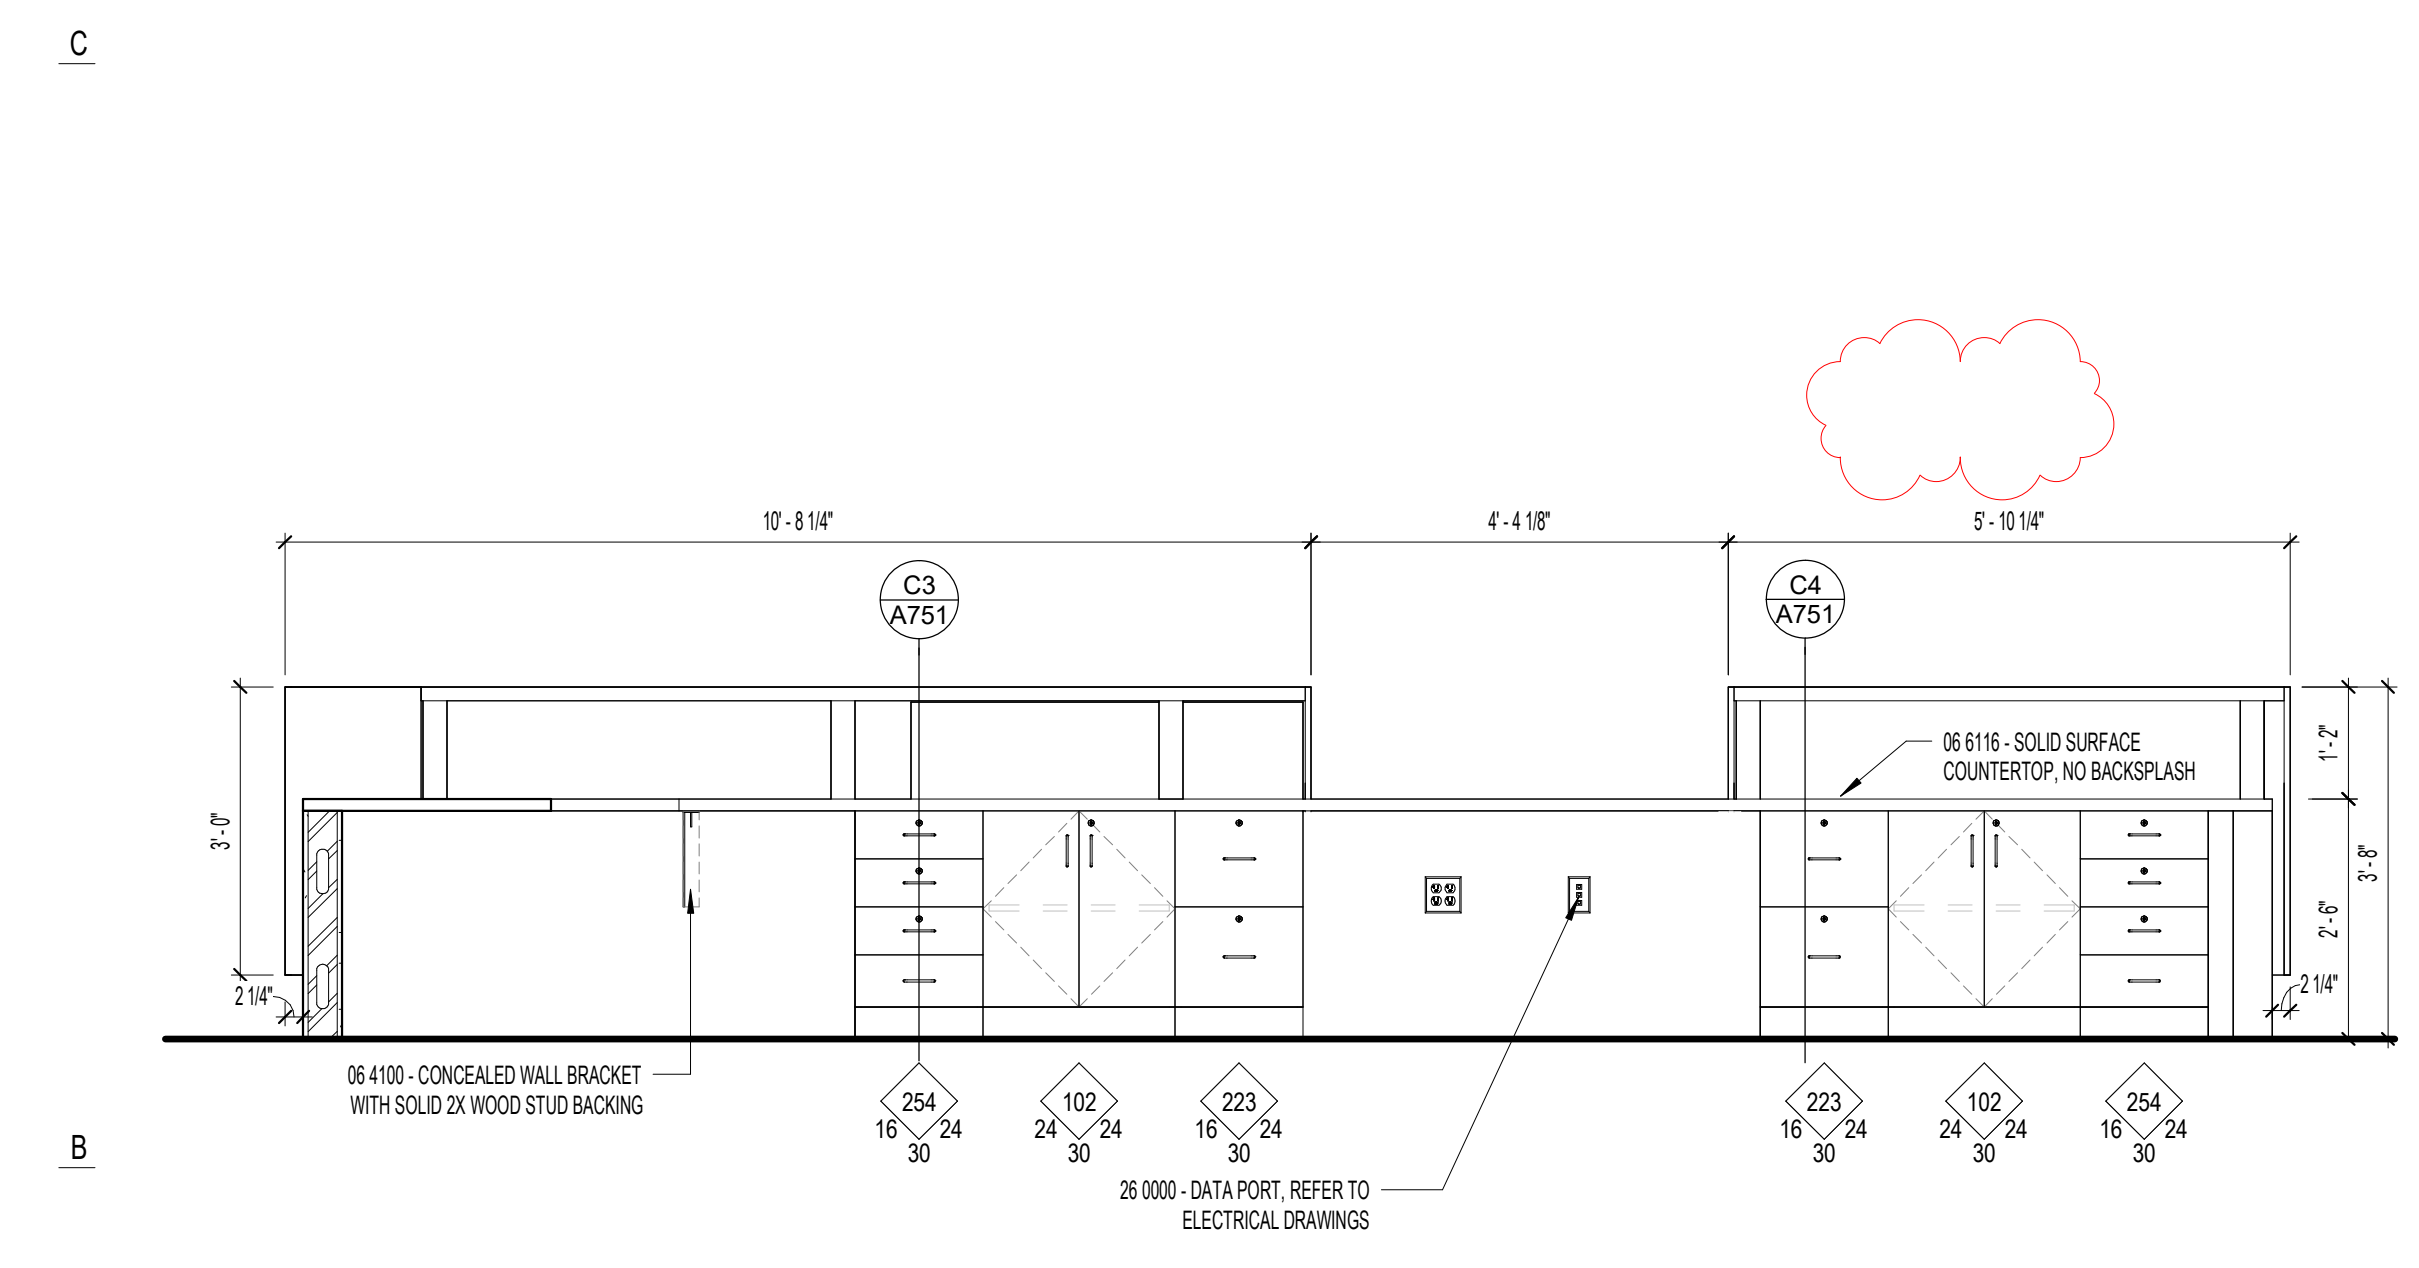 C
10' - 8 1/4"
4' - 4 1/8"
5' - 10 1/4"
C3
A751
C4
A751
06 6116 - SOLID SURFACE
COUNTERTOP, NO BACKSPLASH
1' - 2"
3' - 0"
3' - 8"
2' - 6"
2 1/4"
2 1/4"
06 4100 - CONCEALED WALL BRACKET
WITH SOLID 2X WOOD STUD BACKING
254
16 24
30
102
24 24
30
223
16 24
30
223
16 24
30
102
24 24
30
254
16 24
30
B
26 0000 - DATA PORT, REFER TO
ELECTRICAL DRAWINGS